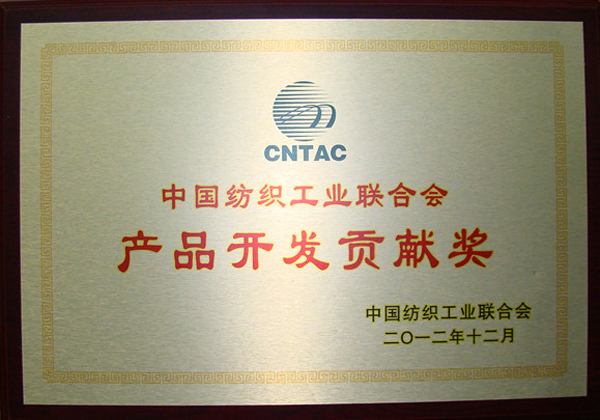 CNTAC
中国纺织工业联合会
产品开发贡献奖
中国纺织工业联合会
二〇一二年十二月